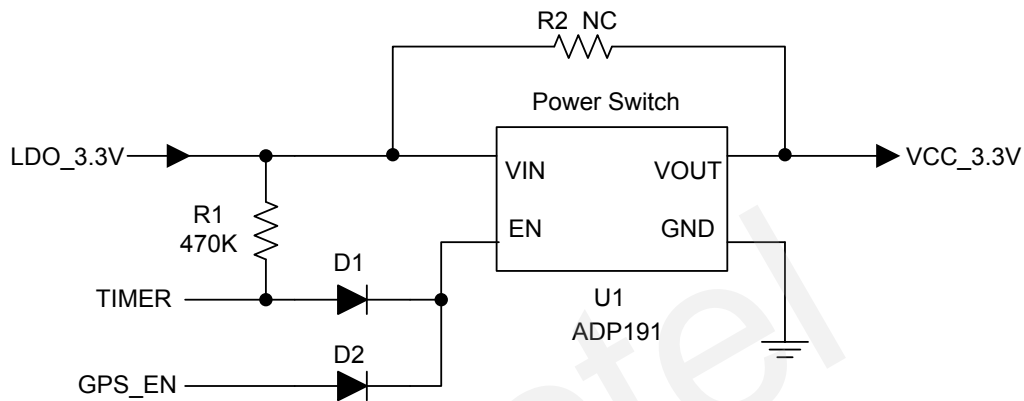 R2 NC
Power Switch
LDO_3.3V
VCC_3.3V
VIN
VOUT
R1
470K
EN
GND
D1
TIMER
U1
ADP191
D2
GPS_EN